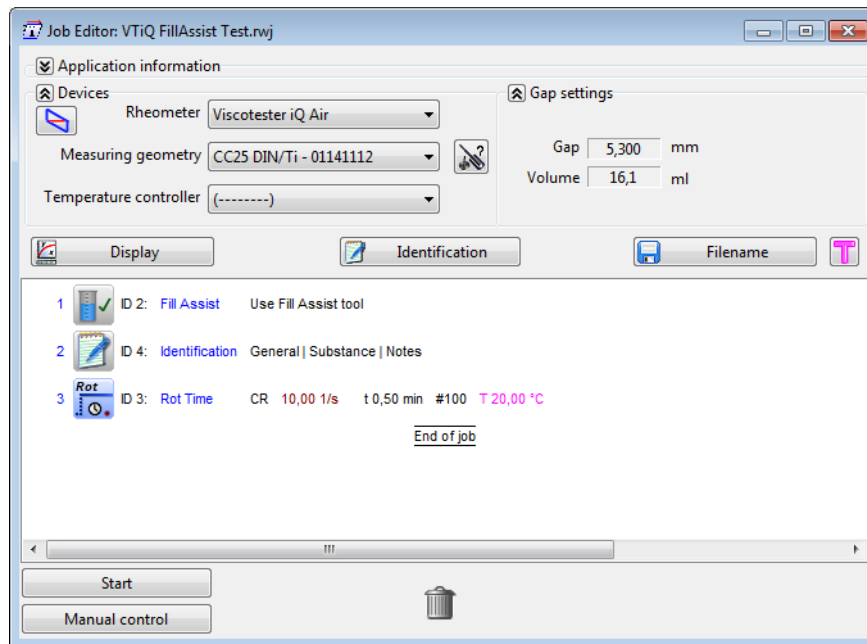 Job Editor: VTiQ FillAssist Test.rwj
Application information
Devices
Rheometer Viscotester iQ Air
Measuring geometry CC25 DIN/Ti - 01141112
Temperature controller (--------)
Gap settings
Gap 5,300 mm
Volume 16,1 ml
Display Identification Filename T
1 ID 2: Fill Assist Use Fill Assist tool
2 ID 4: Identification General | Substance | Notes
3 Rot ID 3: Rot Time CR 10,00 1/s t 0,50 min #100 T 20,00 °C
End of job
Start
Manual control